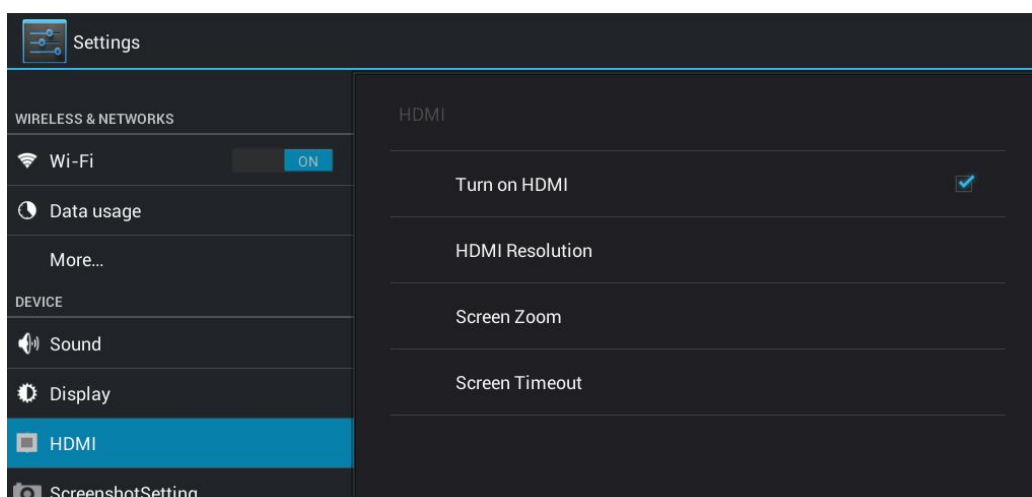 Settings
WIRELESS & NETWORKS
Wi-Fi ON
Data usage
More...
DEVICE
Sound
Display
HDMI
ScreenshotSetting
HDMI
Turn on HDMI
HDMI Resolution
Screen Zoom
Screen Timeout